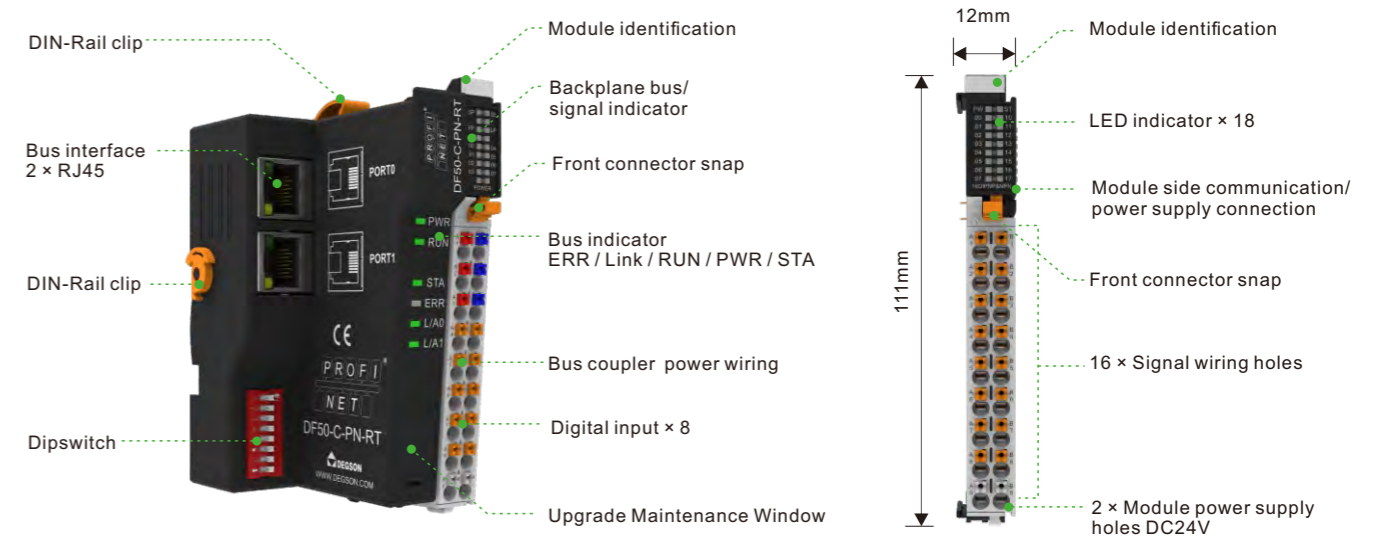 DIN-Rail clip
Bus interface
2 × RJ45
DIN-Rail clip
Dipswitch
Module identification
Backplane bus/
signal indicator
Front connector snap
Bus indicator
ERR / Link / RUN / PWR / STA
Bus coupler power wiring
Digital input × 8
Upgrade Maintenance Window
PROFI
NET
DF50-C-PN-RT
POWER
PORT0
PORT1
PWR
RUN
STA
ERR
L/A0
L/A1
CE
PROFI
NET
DF50-C-PN-RT
DEGSON
WWW.DEGSON.COM
12mm
111mm
Module identification
LED indicator × 18
Module side communication/
power supply connection
Front connector snap
16 × Signal wiring holes
2 × Module power supply
holes DC24V